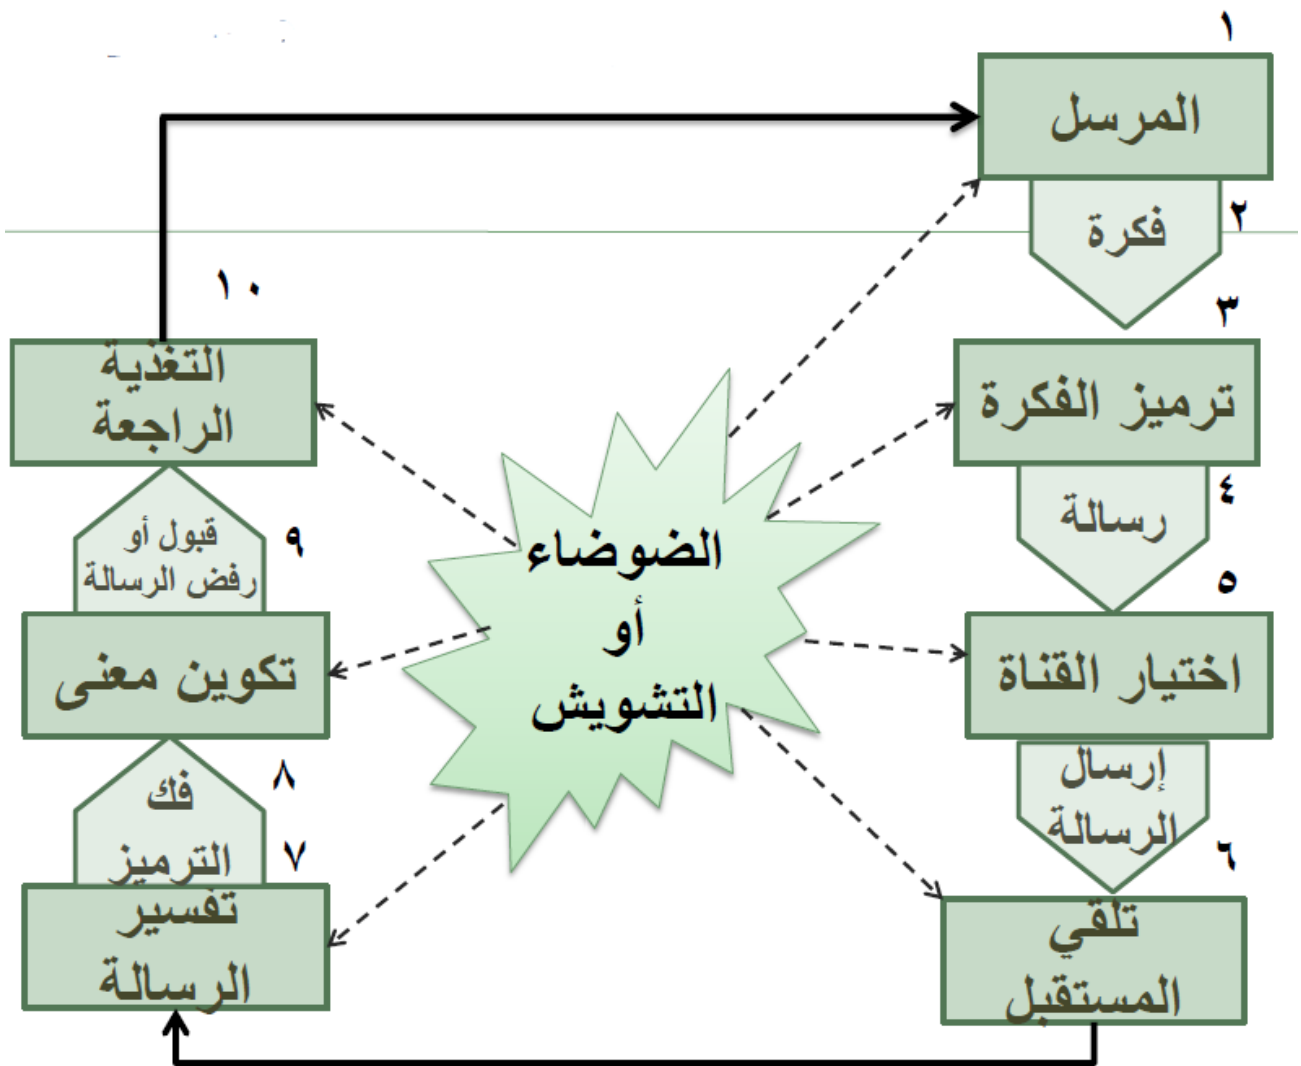 ١
المرسل
٢
فكرة
٣
ترميز الفكرة
٤
رسالة
٥
اختيار القناة
إرسال
الرسالة
٦
تلقي
المستقبل
٧
تفسير
الرسالة
٨
فك
الترميز
تكوين معنى
٩
قبول أو
رفض الرسالة
١٠
التغذية
الراجعة
الضوضاء
أو
التشويش